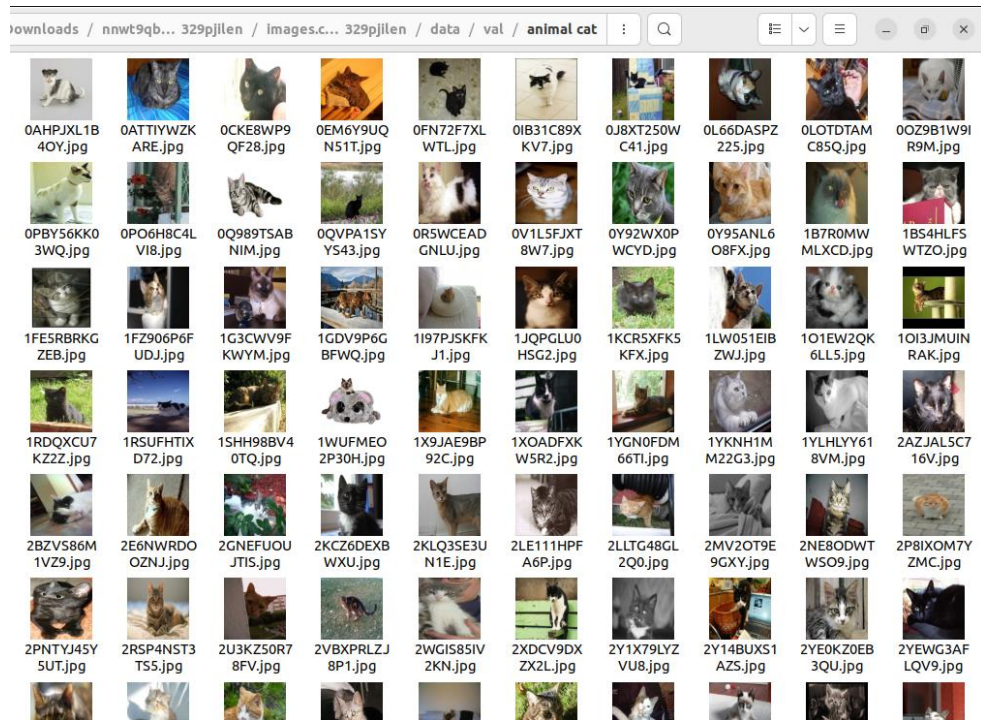 Downloads / nnwt9qb... 329pjilen / images.c... 329pjilen / data / val / animal cat
0AHPJXL1B 0ATTIYWZK 0CKE8WP9 0EM6Y9UQ 0FN72F7XL 0IB31C89X 0J8XT250W 0L66DASPZ 0LOTDTAM 0OZ9B1W9I
4OY.jpg ARE.jpg QF28.jpg N51T.jpg WTL.jpg KV7.jpg C41.jpg 225.jpg C85Q.jpg R9M.jpg
0PBY56KK0 0PO6H8C4L 0Q989TSAB 0QVPA1SY 0R5WCEAD 0V1L5FJXT 0Y92WX0P 0Y95ANL6 1B7R0MW 1BS4HLFS
3WQ.jpg VI8.jpg NIM.jpg YS43.jpg GNLU.jpg 8W7.jpg WCYD.jpg O8FX.jpg MLXCD.jpg WTZO.jpg
1FE5RBRKG 1FZ906P6F 1G3CWV9F 1GDV9P6G 1I97PJSKFK 1JQPGLU0 1KCR5XFK5 1LW051EIB 1O1EW2QK 1OI3JMUIN
ZEB.jpg UDJ.jpg KWYM.jpg BFWQ.jpg J1.jpg HSG2.jpg KFX.jpg ZWJ.jpg 6LL5.jpg RAK.jpg
1RDQXCU7 1RSUFHTIX 1SHH98BV4 1WUFMEO 1X9JAE9BP 1XOADFXK 1YGN0FDM 1YKNH1M 1YLHLYY61 2AZJAL5C7
KZ2Z.jpg D72.jpg 0TQ.jpg 2P30H.jpg 92C.jpg W5R2.jpg 66TI.jpg M22G3.jpg 8VM.jpg 16V.jpg
2BZVS86M 2E6NWRDO 2GNEFUOU 2KCZ6DEXB 2KLQ3SE3U 2LE111HPF 2LLTG48GL 2MV2OT9E 2NE8ODWT 2P8IXOM7Y
1VZ9.jpg OZNJ.jpg JTIS.jpg WXU.jpg N1E.jpg A6P.jpg 2Q0.jpg 9GXY.jpg WSO9.jpg ZMC.jpg
2PNTYJ45Y 2RSP4NST3 2U3KZ50R7 2VBXPRLZJ 2WGIS85IV 2XDCV9DX 2Y1X79LYZ 2Y14BUXS1 2YE0KZ0EB 2YEWG3AF
5UT.jpg TS5.jpg 8FV.jpg 8P1.jpg 2KN.jpg ZX2L.jpg VU8.jpg AZS.jpg 3QU.jpg LQV9.jpg